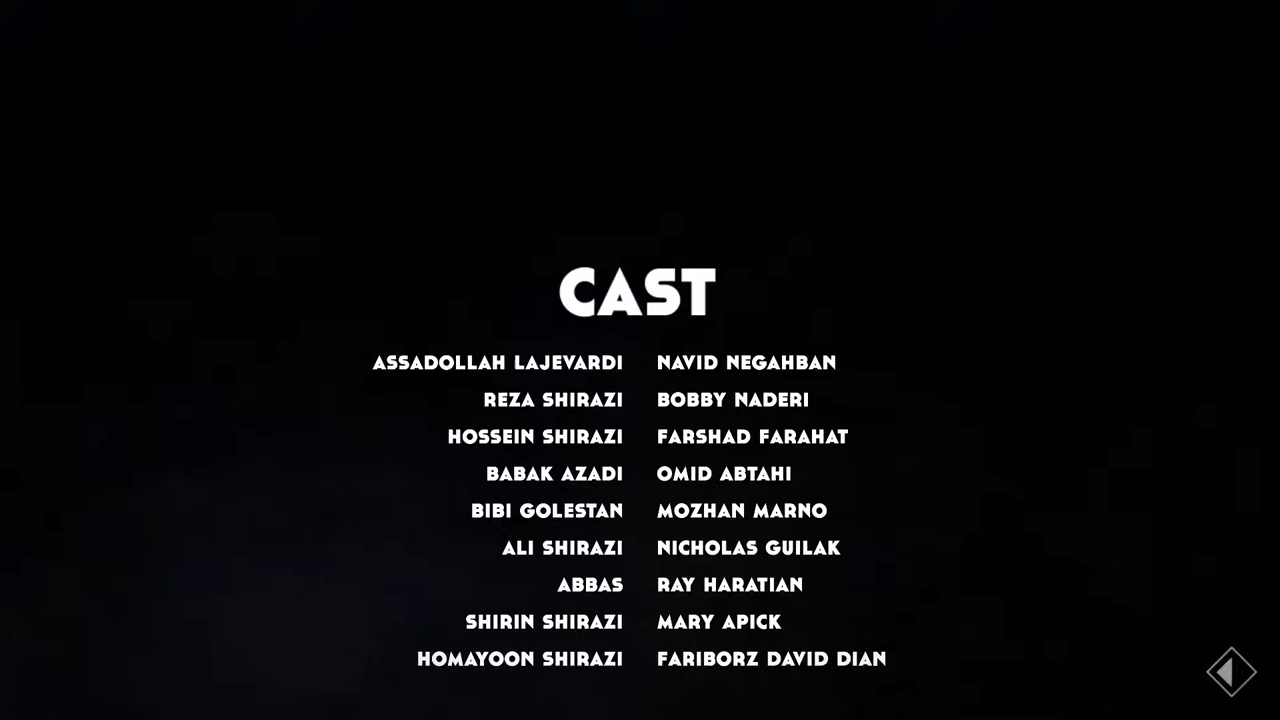 CAST
ASSADOLLAH LAJEVARDI NAVID NEGAHBAN
REZA SHIRAZI BOBBY NADERI
HOSSEIN SHIRAZI FARSHAD FARAHAT
BABAK AZADI OMID ABTAHI
BIBI GOLESTAN MOZHAN MARNO
ALI SHIRAZI NICHOLAS GUILAK
ABBAS RAY HARATIAN
SHIRIN SHIRAZI MARY APICK
HOMAYOON SHIRAZI FARIBORZ DAVID DIAN